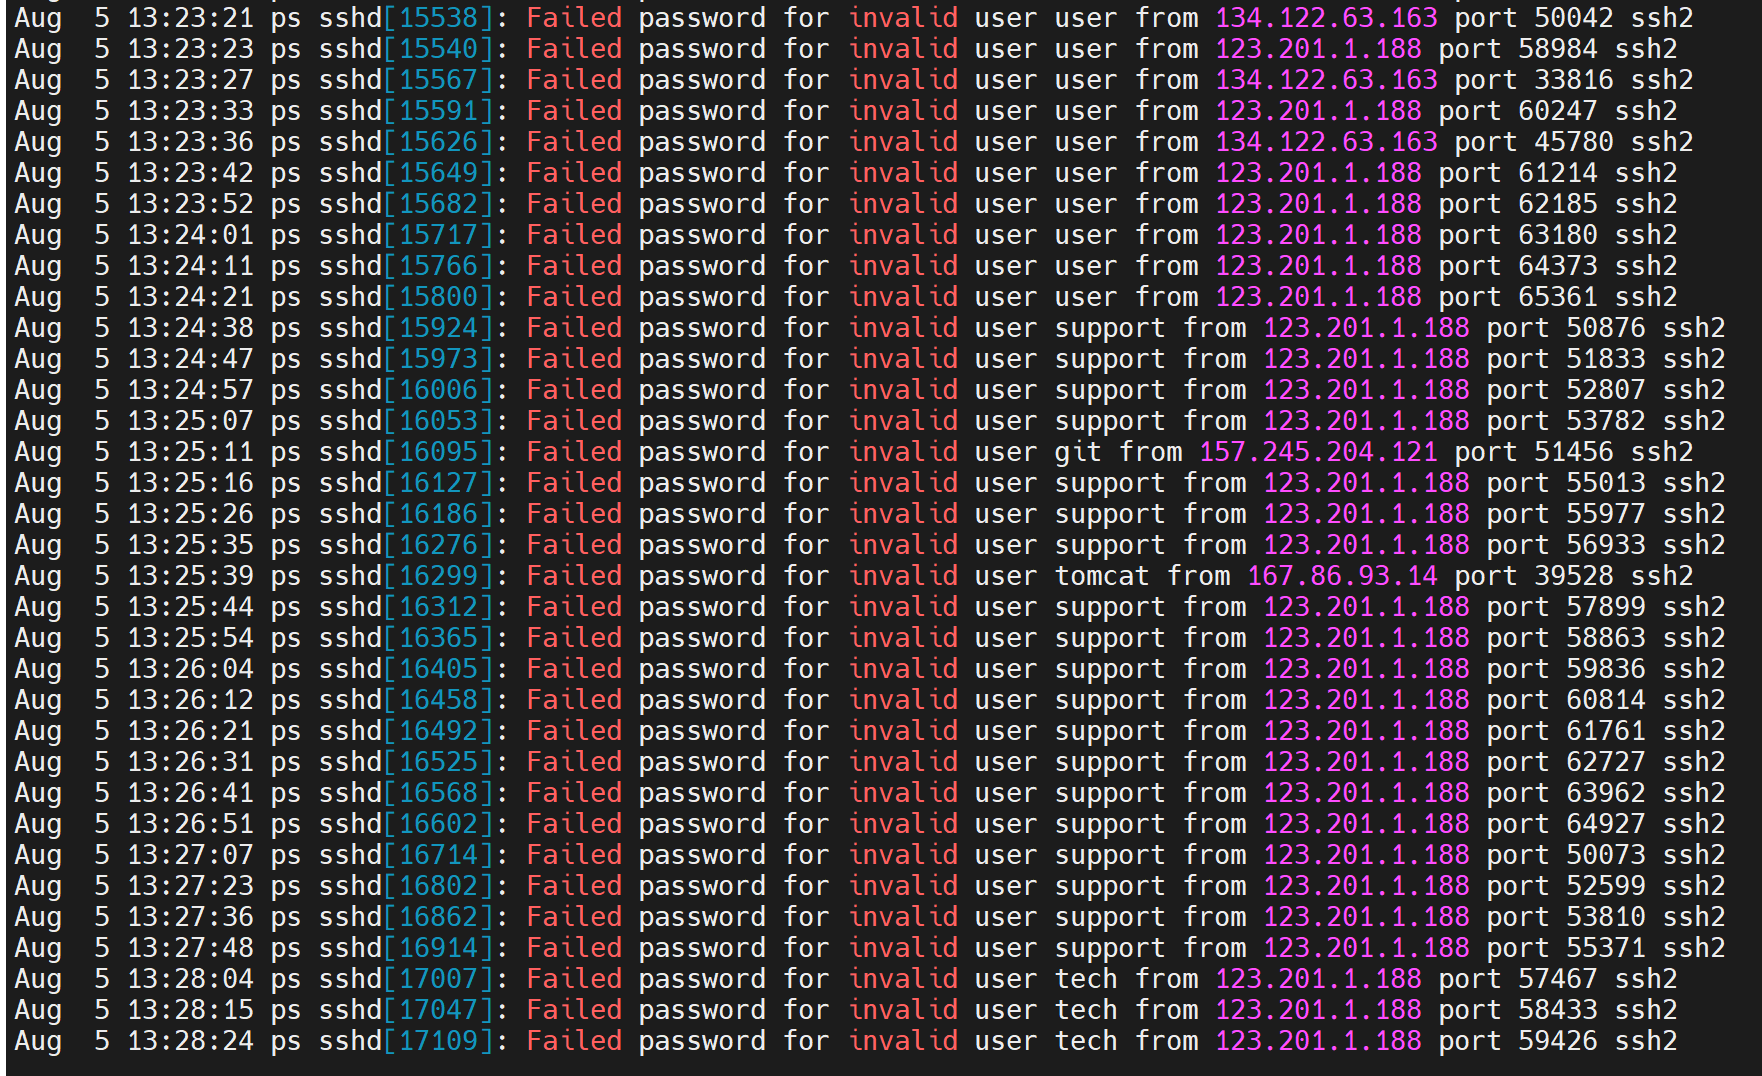 Aug  5 13:23:21 ps sshd[15538]: Failed password for invalid user user from 134.122.63.163 port 50042 ssh2
Aug  5 13:23:23 ps sshd[15540]: Failed password for invalid user user from 123.201.1.188 port 58984 ssh2
Aug  5 13:23:27 ps sshd[15567]: Failed password for invalid user user from 134.122.63.163 port 33816 ssh2
Aug  5 13:23:33 ps sshd[15591]: Failed password for invalid user user from 123.201.1.188 port 60247 ssh2
Aug  5 13:23:36 ps sshd[15626]: Failed password for invalid user user from 134.122.63.163 port 45780 ssh2
Aug  5 13:23:42 ps sshd[15649]: Failed password for invalid user user from 123.201.1.188 port 61214 ssh2
Aug  5 13:23:52 ps sshd[15682]: Failed password for invalid user user from 123.201.1.188 port 62185 ssh2
Aug  5 13:24:01 ps sshd[15717]: Failed password for invalid user user from 123.201.1.188 port 63180 ssh2
Aug  5 13:24:11 ps sshd[15766]: Failed password for invalid user user from 123.201.1.188 port 64373 ssh2
Aug  5 13:24:21 ps sshd[15800]: Failed password for invalid user user from 123.201.1.188 port 65361 ssh2
Aug  5 13:24:38 ps sshd[15924]: Failed password for invalid user support from 123.201.1.188 port 50876 ssh2
Aug  5 13:24:47 ps sshd[15973]: Failed password for invalid user support from 123.201.1.188 port 51833 ssh2
Aug  5 13:24:57 ps sshd[16006]: Failed password for invalid user support from 123.201.1.188 port 52807 ssh2
Aug  5 13:25:07 ps sshd[16053]: Failed password for invalid user support from 123.201.1.188 port 53782 ssh2
Aug  5 13:25:11 ps sshd[16095]: Failed password for invalid user git from 157.245.204.121 port 51456 ssh2
Aug  5 13:25:16 ps sshd[16127]: Failed password for invalid user support from 123.201.1.188 port 55013 ssh2
Aug  5 13:25:26 ps sshd[16186]: Failed password for invalid user support from 123.201.1.188 port 55977 ssh2
Aug  5 13:25:35 ps sshd[16276]: Failed password for invalid user support from 123.201.1.188 port 56933 ssh2
Aug  5 13:25:39 ps sshd[16299]: Failed password for invalid user tomcat from 167.86.93.14 port 39528 ssh2
Aug  5 13:25:44 ps sshd[16312]: Failed password for invalid user support from 123.201.1.188 port 57899 ssh2
Aug  5 13:25:54 ps sshd[16365]: Failed password for invalid user support from 123.201.1.188 port 58863 ssh2
Aug  5 13:26:04 ps sshd[16405]: Failed password for invalid user support from 123.201.1.188 port 59836 ssh2
Aug  5 13:26:12 ps sshd[16458]: Failed password for invalid user support from 123.201.1.188 port 60814 ssh2
Aug  5 13:26:21 ps sshd[16492]: Failed password for invalid user support from 123.201.1.188 port 61761 ssh2
Aug  5 13:26:31 ps sshd[16525]: Failed password for invalid user support from 123.201.1.188 port 62727 ssh2
Aug  5 13:26:41 ps sshd[16568]: Failed password for invalid user support from 123.201.1.188 port 63962 ssh2
Aug  5 13:26:51 ps sshd[16602]: Failed password for invalid user support from 123.201.1.188 port 64927 ssh2
Aug  5 13:27:07 ps sshd[16714]: Failed password for invalid user support from 123.201.1.188 port 50073 ssh2
Aug  5 13:27:23 ps sshd[16802]: Failed password for invalid user support from 123.201.1.188 port 52599 ssh2
Aug  5 13:27:36 ps sshd[16862]: Failed password for invalid user support from 123.201.1.188 port 53810 ssh2
Aug  5 13:27:48 ps sshd[16914]: Failed password for invalid user support from 123.201.1.188 port 55371 ssh2
Aug  5 13:28:04 ps sshd[17007]: Failed password for invalid user tech from 123.201.1.188 port 57467 ssh2
Aug  5 13:28:15 ps sshd[17047]: Failed password for invalid user tech from 123.201.1.188 port 58433 ssh2
Aug  5 13:28:24 ps sshd[17109]: Failed password for invalid user tech from 123.201.1.188 port 59426 ssh2